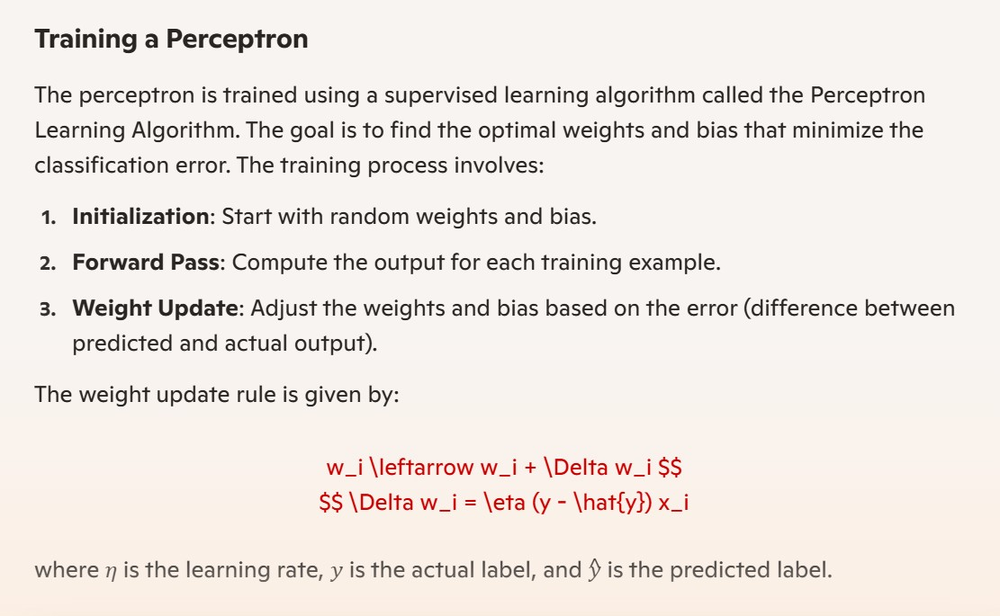 Training a Perceptron
The perceptron is trained using a supervised learning algorithm called the Perceptron
Learning Algorithm. The goal is to find the optimal weights and bias that minimize the
classification error. The training process involves:
1. Initialization: Start with random weights and bias.
2. Forward Pass: Compute the output for each training example.
3. Weight Update: Adjust the weights and bias based on the error (difference between
predicted and actual output).
The weight update rule is given by:
w_i \leftarrow w_i + \Delta w_i $$
$$ \Delta w_i = \eta (y - \hat{y}) x_i
where η is the learning rate, y is the actual label, and ŷ is the predicted label.